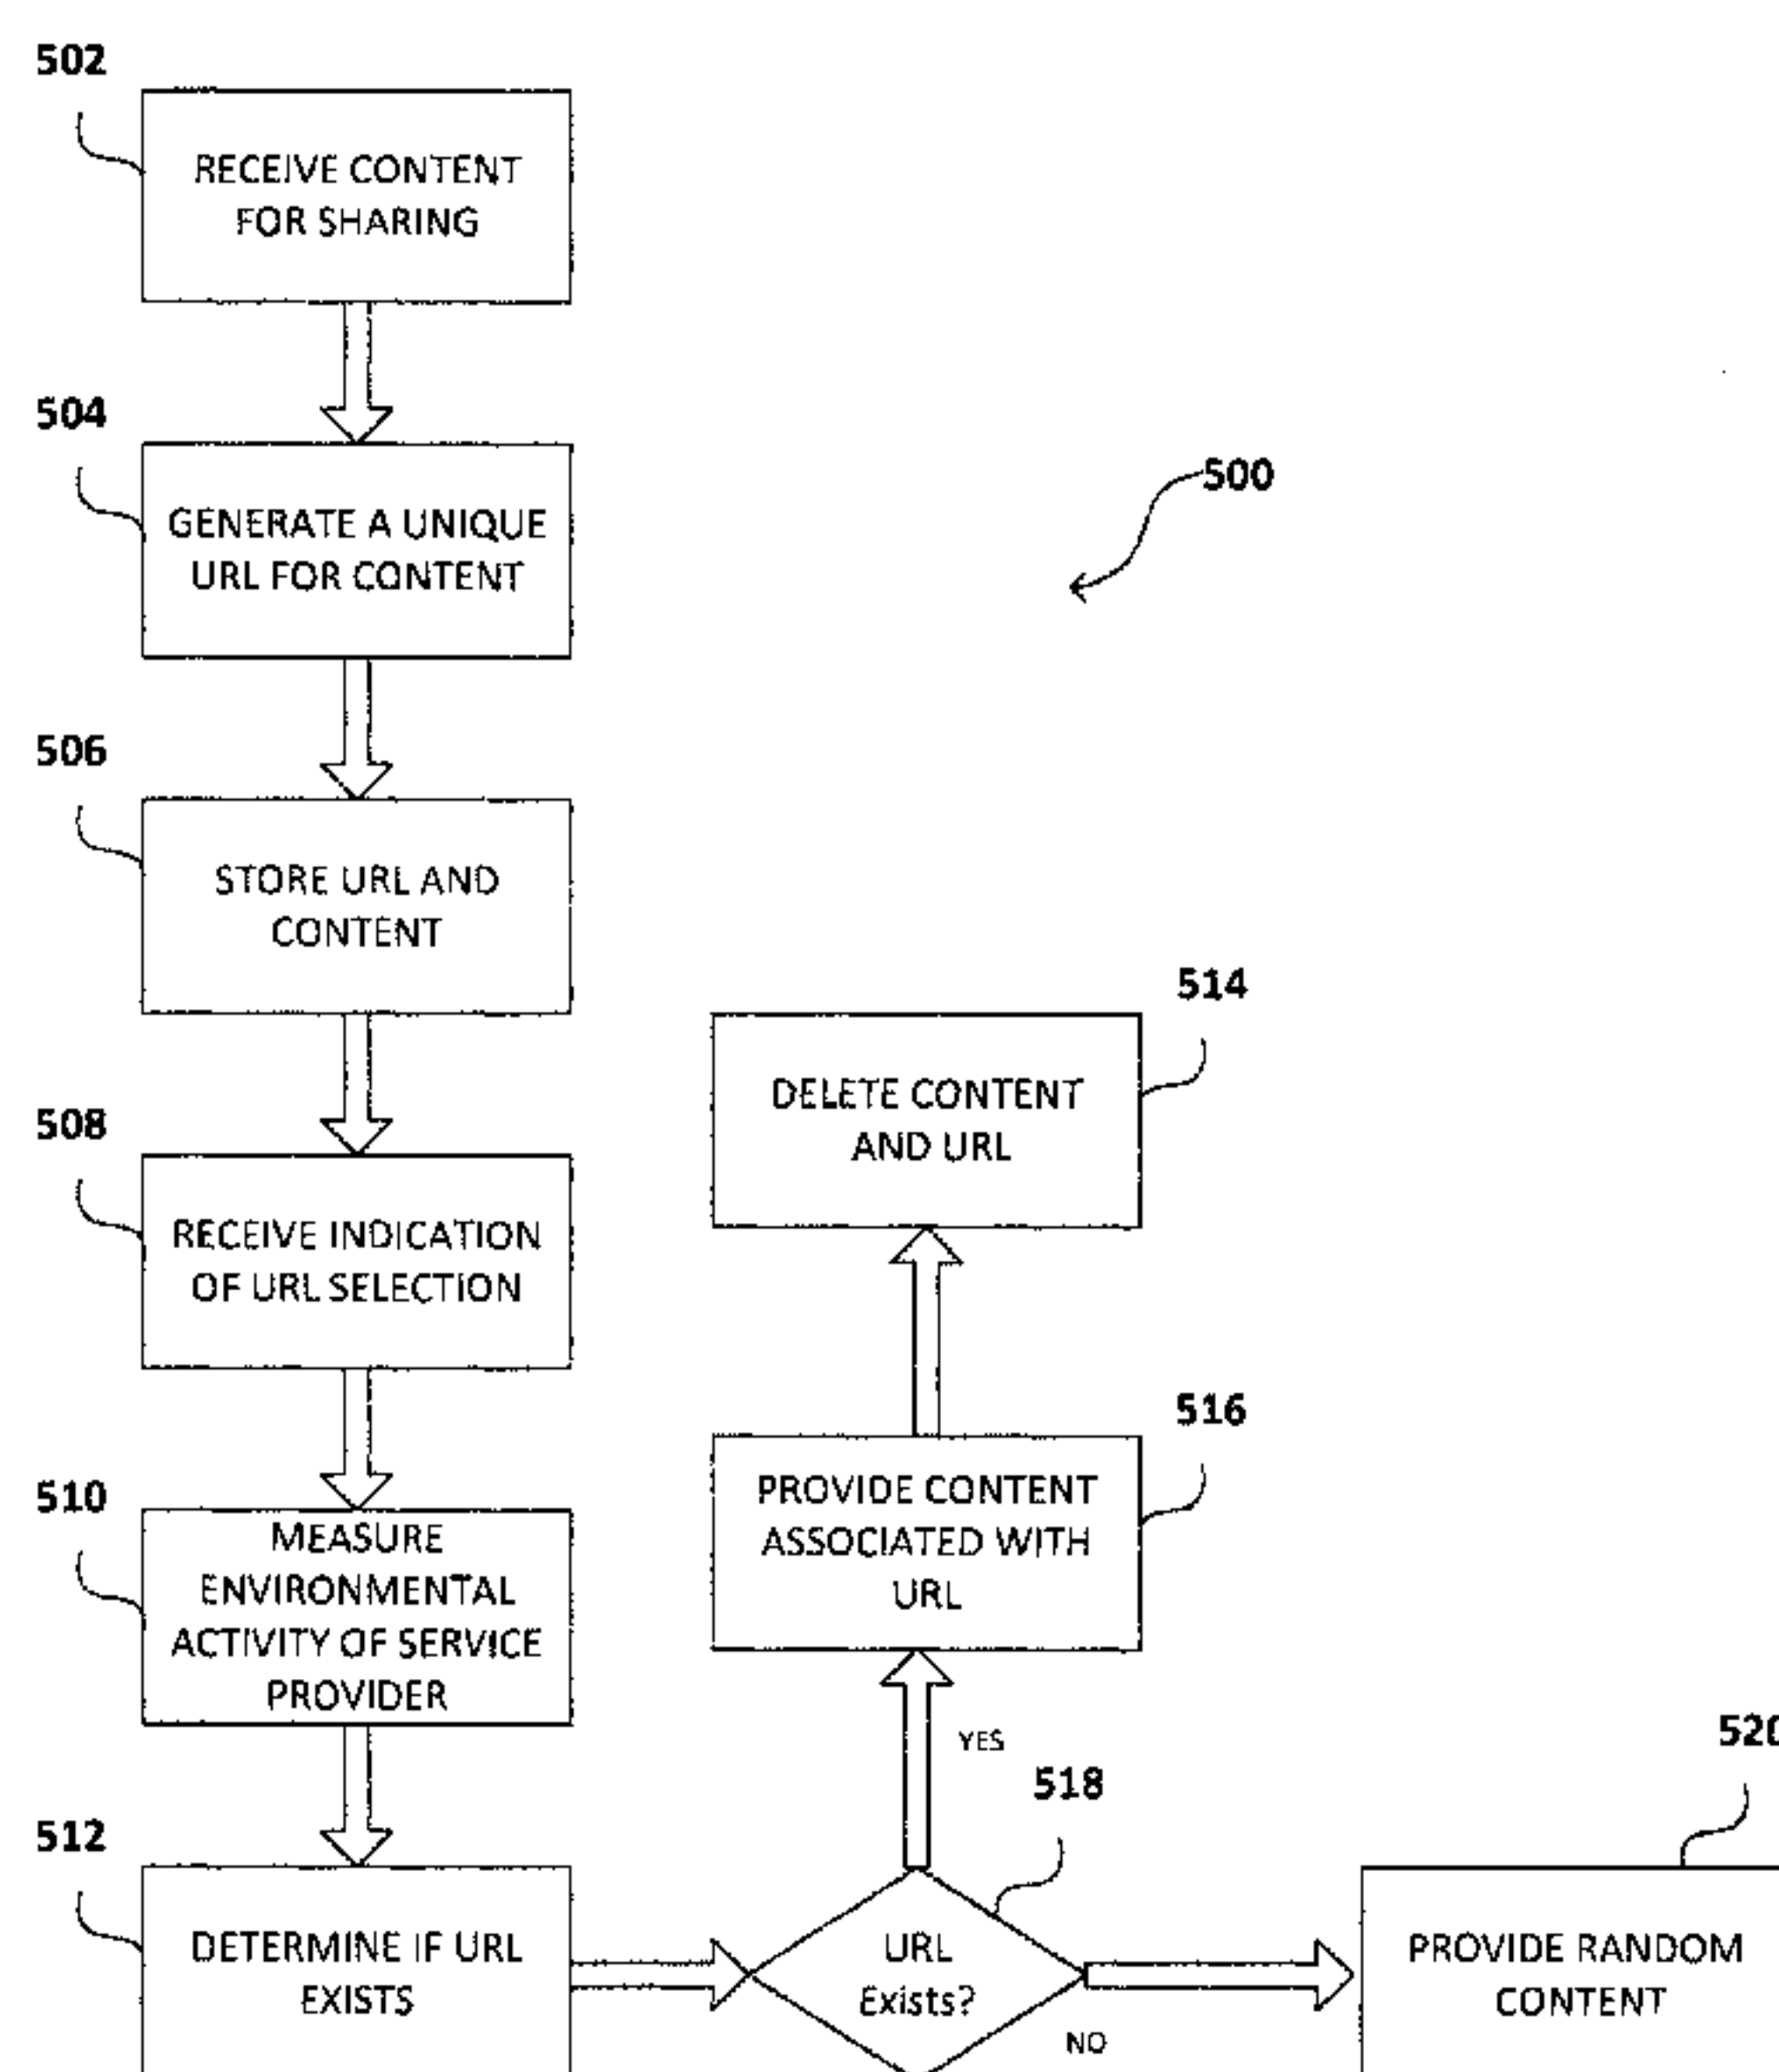 502
RECEIVE CONTENT
FOR SHARING
504
GENERATE A UNIQUE
URL FOR CONTENT
500
506
STORE URL AND
CONTENT
514
DELETE CONTENT
AND URL
508
RECEIVE INDICATION
OF URL SELECTION
516
PROVIDE CONTENT
ASSOCIATED WITH
URL
510
MEASURE
ENVIRONMENTAL
ACTIVITY OF SERVICE
PROVIDER
YES
518
520
512
DETERMINE IF URL
EXISTS
URL
Exists?
NO
PROVIDE RANDOM
CONTENT